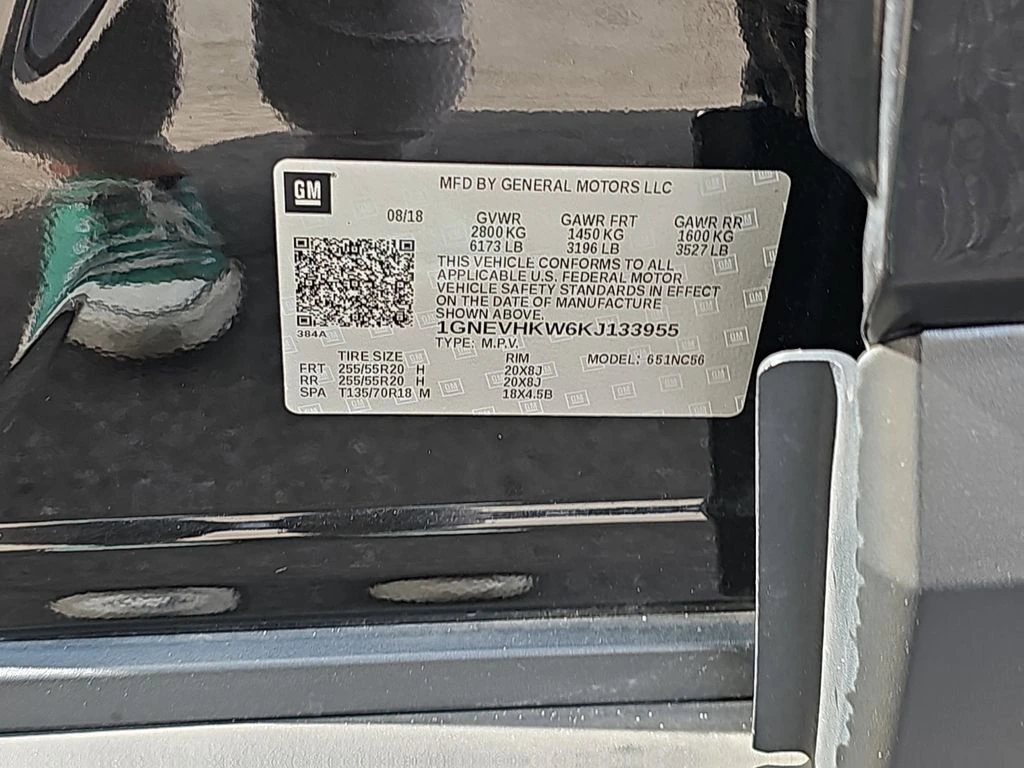 GM
MFD BY GENERAL MOTORS LLC
08/18 GVWR GAWR FRT GAWR RR
2800 KG 1450 KG 1600 KG
6173 LB 3196 LB 3527 LB
THIS VEHICLE CONFORMS TO ALL
APPLICABLE U.S. FEDERAL MOTOR
VEHICLE SAFETY STANDARDS IN EFFECT
ON THE DATE OF MANUFACTURE
SHOWN ABOVE.
384A 1GNEVHKW6KJ133955
TYPE: M.P.V.
TIRE SIZE RIM MODEL: 651NC56
FRT 255/55R20 H 20X8J
RR 255/55R20 H 20X8J
SPA T135/70R18 M 18X4.5B